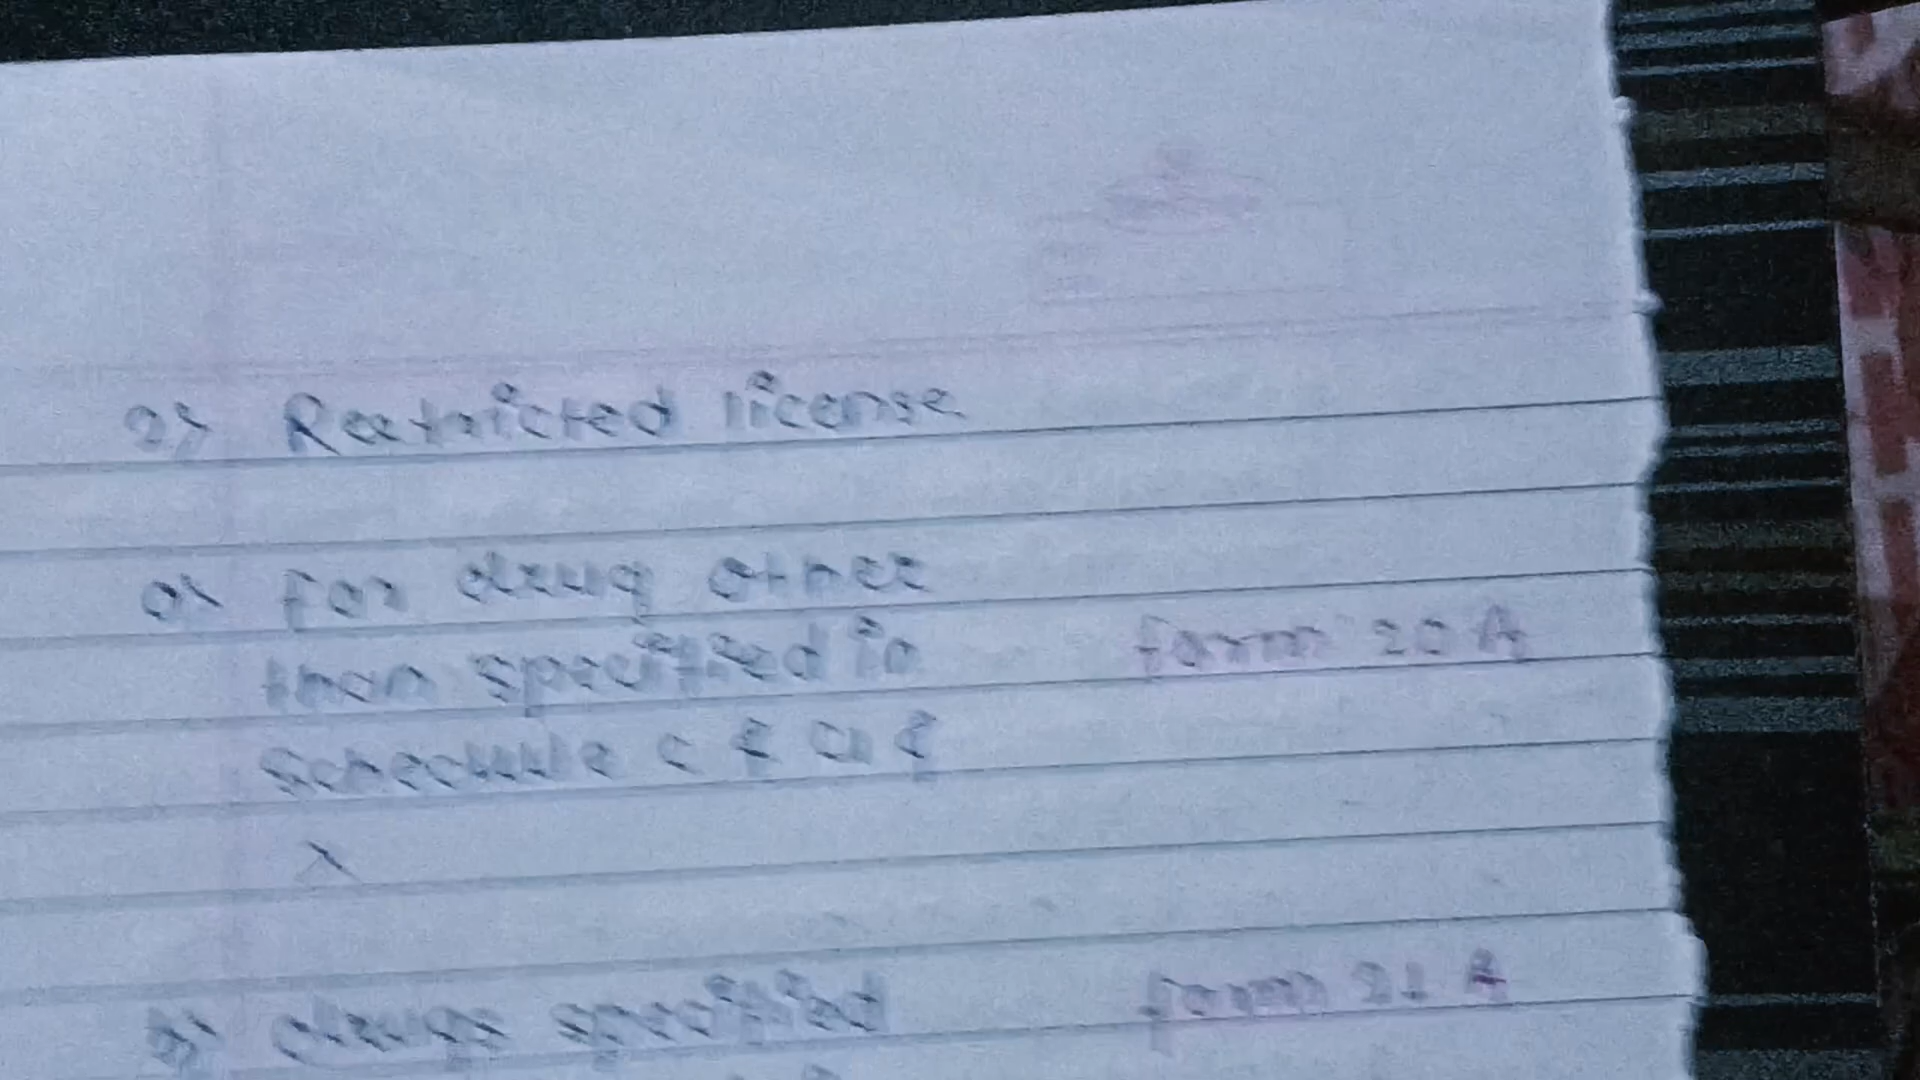 2) Restricted license
a) for drug other
than specified in form 20 A
Schedule C & C1 &
X
b) drugs specified form 21 A